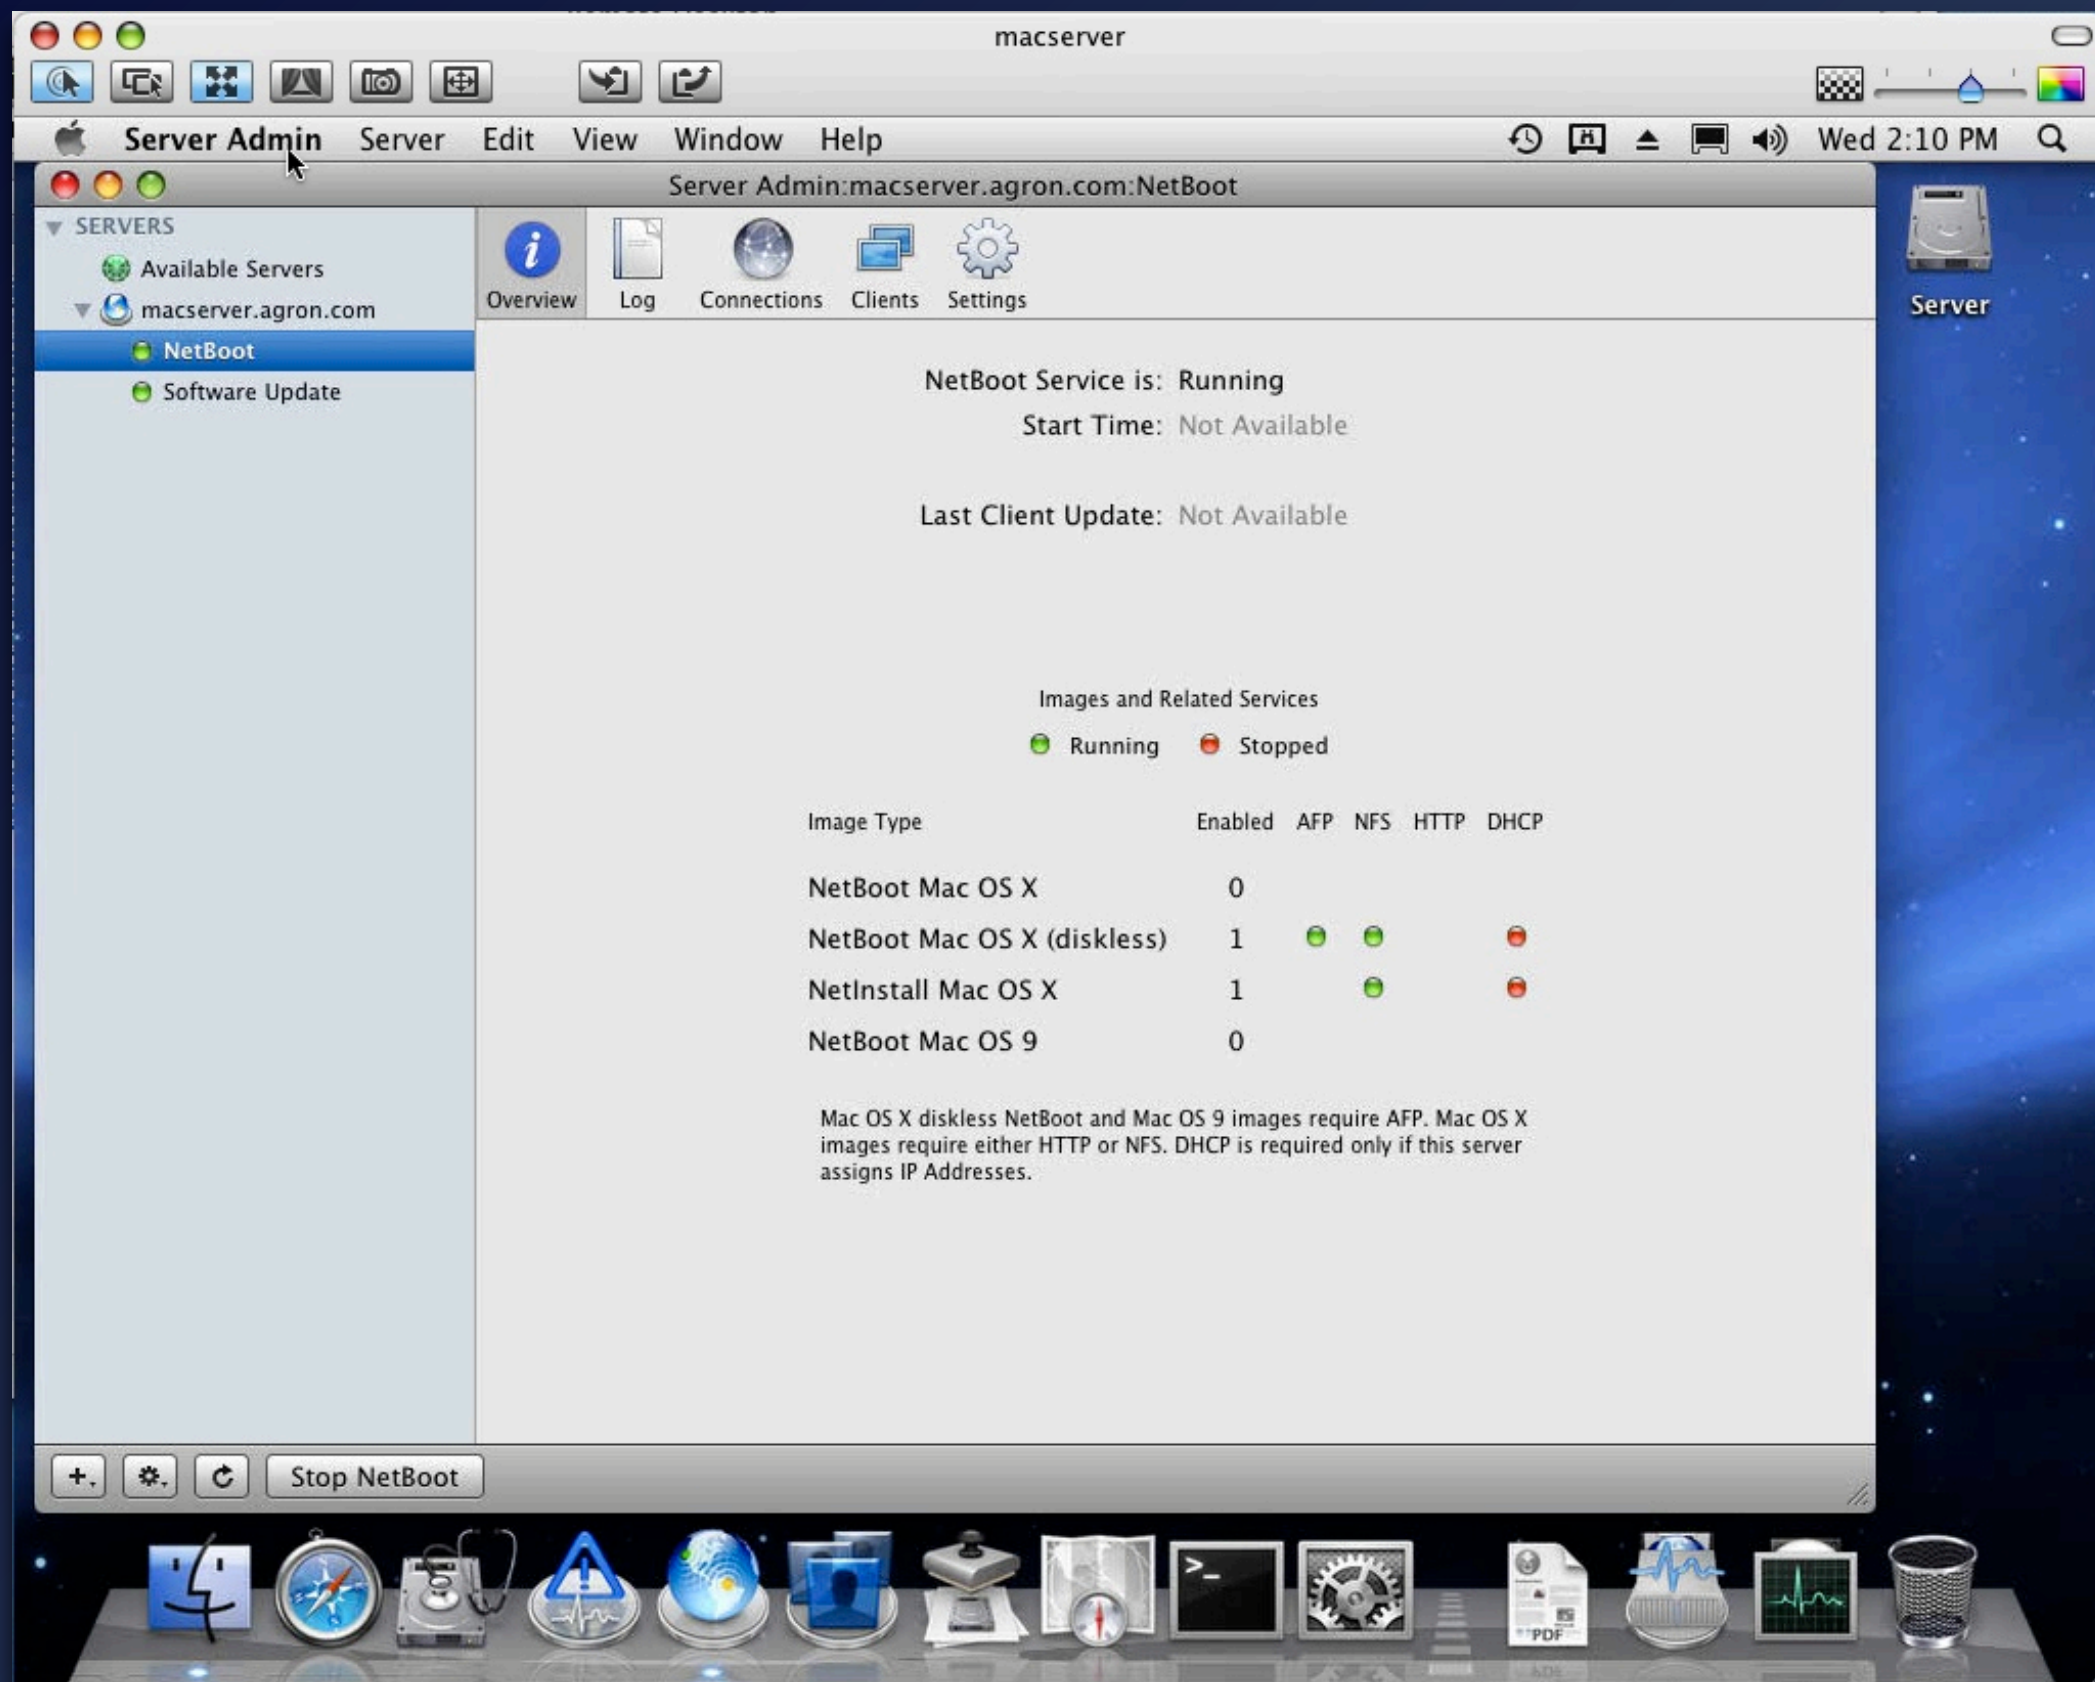 macserver
Server Admin Server Edit View Window Help Wed 2:10 PM
Server Admin:macserver.agron.com:NetBoot
SERVERS
Available Servers
macserver.agron.com
NetBoot
Software Update
Overview Log Connections Clients Settings
Server
NetBoot Service is: Running
Start Time: Not Available
Last Client Update: Not Available
Images and Related Services
Running Stopped
Image Type Enabled AFP NFS HTTP DHCP
NetBoot Mac OS X 0
NetBoot Mac OS X (diskless) 1
NetInstall Mac OS X 1
NetBoot Mac OS 9 0
Mac OS X diskless NetBoot and Mac OS 9 images require AFP. Mac OS X
images require either HTTP or NFS. DHCP is required only if this server
assigns IP Addresses.
Stop NetBoot
>_
PDF